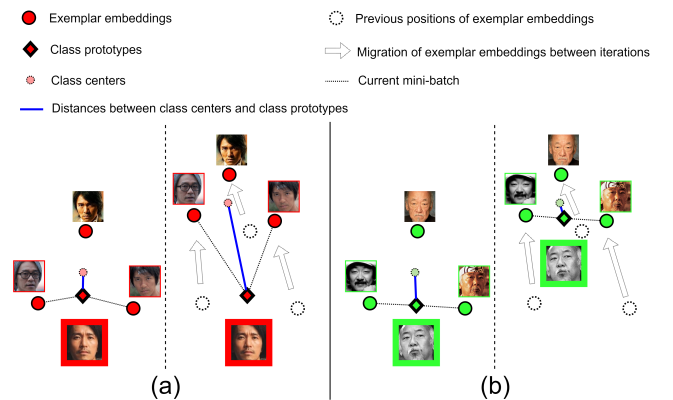 Exemplar embeddings
Previous positions of exemplar embeddings
Class prototypes
Migration of exemplar embeddings between iterations
Class centers
Current mini-batch
Distances between class centers and class prototypes
(a)
(b)